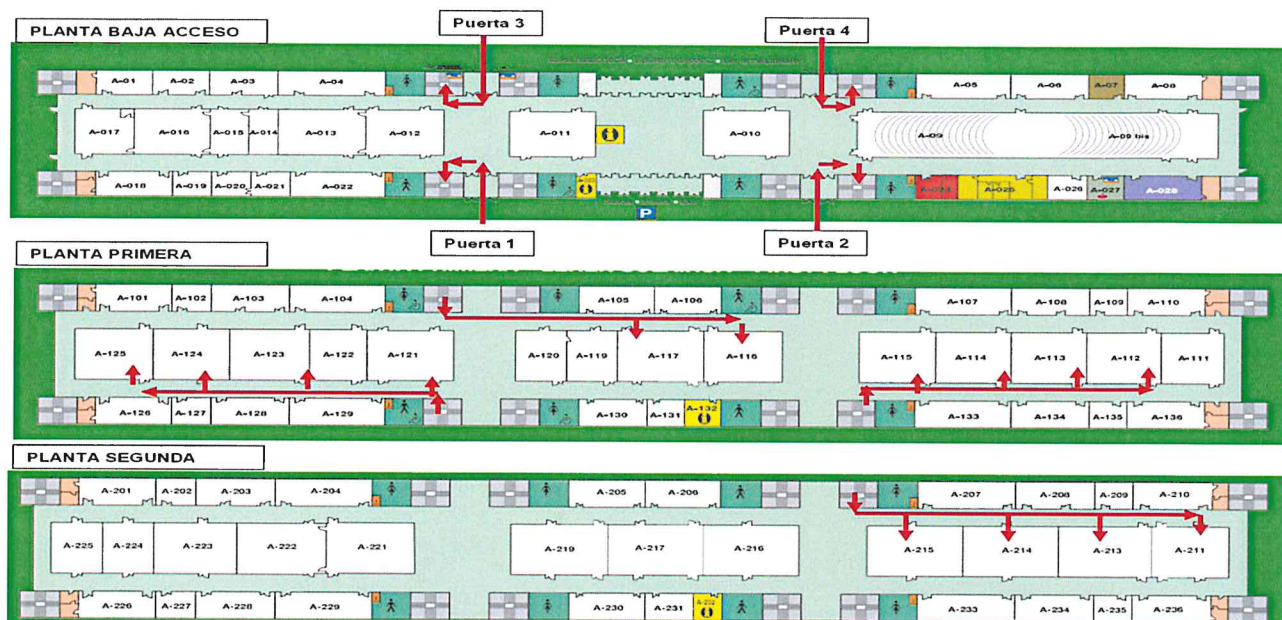 Puerta 3
Puerta 4
PLANTA BAJA ACCESO
A-01 A-02 A-03 A-04 A-05 A-06 A-07 A-08
A-017 A-016 A-015 A-014 A-013 A-012 A-011 A-010 A-09 A-09 bis
A-018 A-019 A-020 A-021 A-022 A-025 A-026 A-027 A-028
P
Puerta 1
Puerta 2
PLANTA PRIMERA
A-101 A-102 A-103 A-104 A-105 A-106 A-107 A-108 A-109 A-110
A-125 A-124 A-123 A-122 A-121 A-120 A-119 A-117 A-116 A-115 A-114 A-113 A-112 A-111
A-126 A-127 A-128 A-129 A-130 A-131 A-132 A-133 A-134 A-135 A-136
PLANTA SEGUNDA
A-201 A-202 A-203 A-204 A-205 A-206 A-207 A-208 A-209 A-210
A-225 A-224 A-223 A-222 A-221 A-219 A-217 A-216 A-215 A-214 A-213 A-211
A-226 A-227 A-228 A-229 A-230 A-231 A-232 A-233 A-234 A-235 A-236